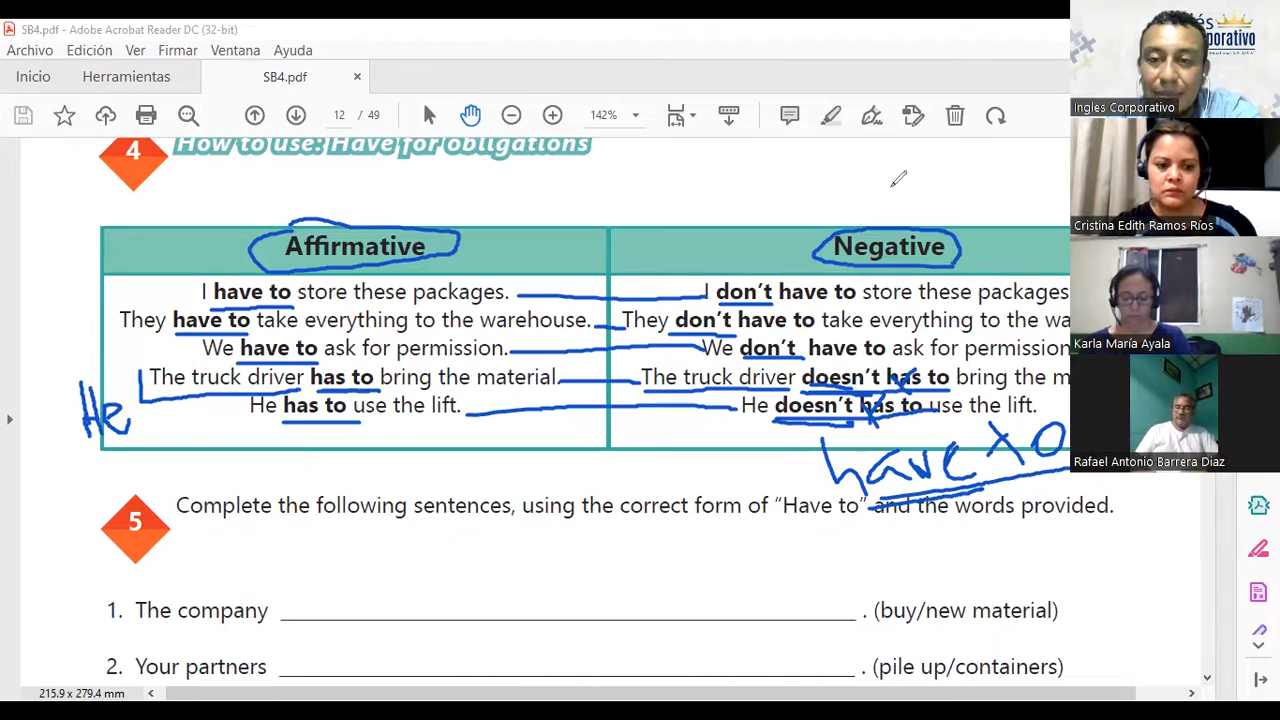 SB4.pdf - Adobe Acrobat Reader DC (32-bit)
Archivo Edición Ver Firmar Ventana Ayuda
Inicio Herramientas SB4.pdf ×
12 / 49 142%
4 How to use: Have for obligations
Affirmative Negative
I have to store these packages. I don't have to store these packages
They have to take everything to the warehouse. They don't have to take everything to the wa
We have to ask for permission. We don't have to ask for permission
The truck driver has to bring the material. The truck driver doesn't has to bring the m
He has to use the lift. He doesn't has to use the lift.
He
have to
5 Complete the following sentences, using the correct form of “Have to” and the words provided.
1. The company . (buy/new material)
2. Your partners . (pile up/containers)
215.9 x 279.4 mm
és
rporativo
Ingles Corporativo
Cristina Edith Ramos Ríos
Karla María Ayala
Rafael Antonio Barrera Diaz